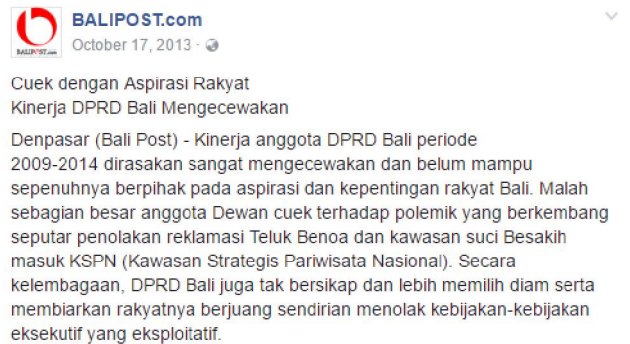 BALIPOST.com
October 17, 2013 ·
BALIPOST.com
Cuek dengan Aspirasi Rakyat
Kinerja DPRD Bali Mengecewakan
Denpasar (Bali Post) - Kinerja anggota DPRD Bali periode
2009-2014 dirasakan sangat mengecewakan dan belum mampu
sepenuhnya berpihak pada aspirasi dan kepentingan rakyat Bali. Malah
sebagian besar anggota Dewan cuek terhadap polemik yang berkembang
seputar penolakan reklamasi Teluk Benoa dan kawasan suci Besakih
masuk KSPN (Kawasan Strategis Pariwisata Nasional). Secara
kelembagaan, DPRD Bali juga tak bersikap dan lebih memilih diam serta
membiarkan rakyatnya berjuang sendirian menolak kebijakan-kebijakan
eksekutif yang eksploitatif.